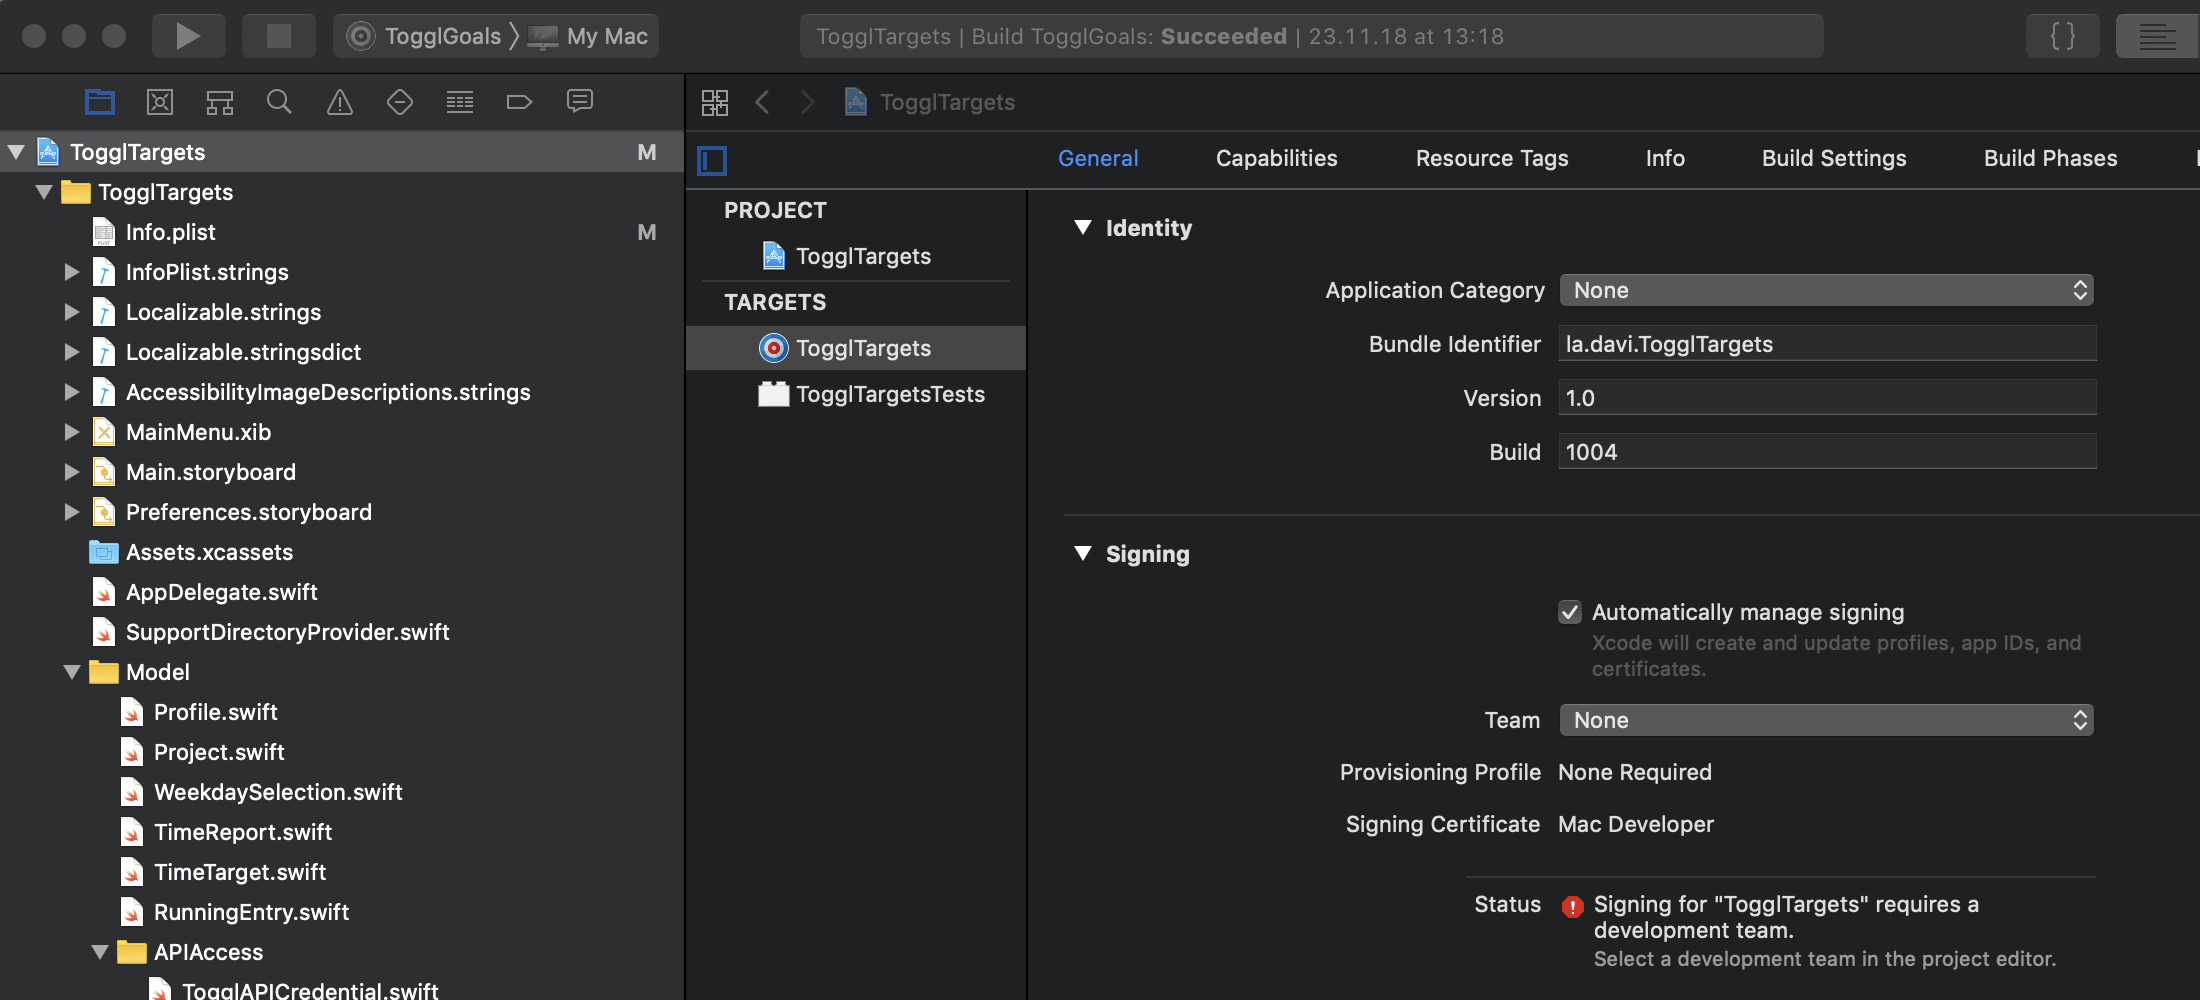 TogglGoals
My Mac
TogglTargets | Build TogglGoals: Succeeded | 23.11.18 at 13:18
{ }
TogglTargets
TogglTargets M
TogglTargets
Info.plist M
InfoPlist.strings
Localizable.strings
Localizable.stringsdict
AccessibilityImageDescriptions.strings
MainMenu.xib
Main.storyboard
Preferences.storyboard
Assets.xcassets
AppDelegate.swift
SupportDirectoryProvider.swift
Model
Profile.swift
Project.swift
WeekdaySelection.swift
TimeReport.swift
TimeTarget.swift
RunningEntry.swift
APIAccess
TogglAPICredential.swift
General Capabilities Resource Tags Info Build Settings Build Phases
PROJECT
TogglTargets
TARGETS
TogglTargets
TogglTargetsTests
Identity
Application Category None
Bundle Identifier la.davi.TogglTargets
Version 1.0
Build 1004
Signing
Automatically manage signing
Xcode will create and update profiles, app IDs, and
certificates.
Team None
Provisioning Profile None Required
Signing Certificate Mac Developer
Status Signing for "TogglTargets" requires a
development team.
Select a development team in the project editor.